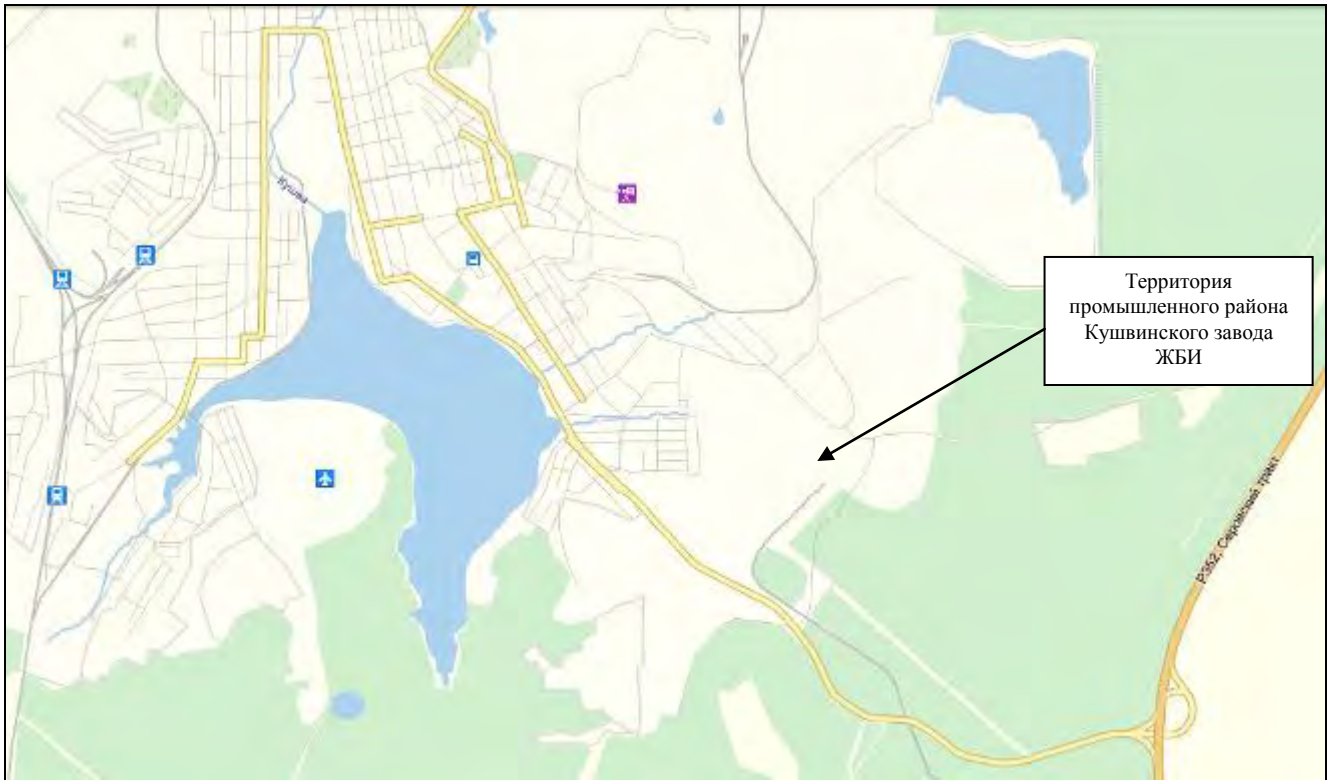 Кушва
Территория
промышленного района
Кушвинского завода
ЖБИ
Р352, Серовский тракт